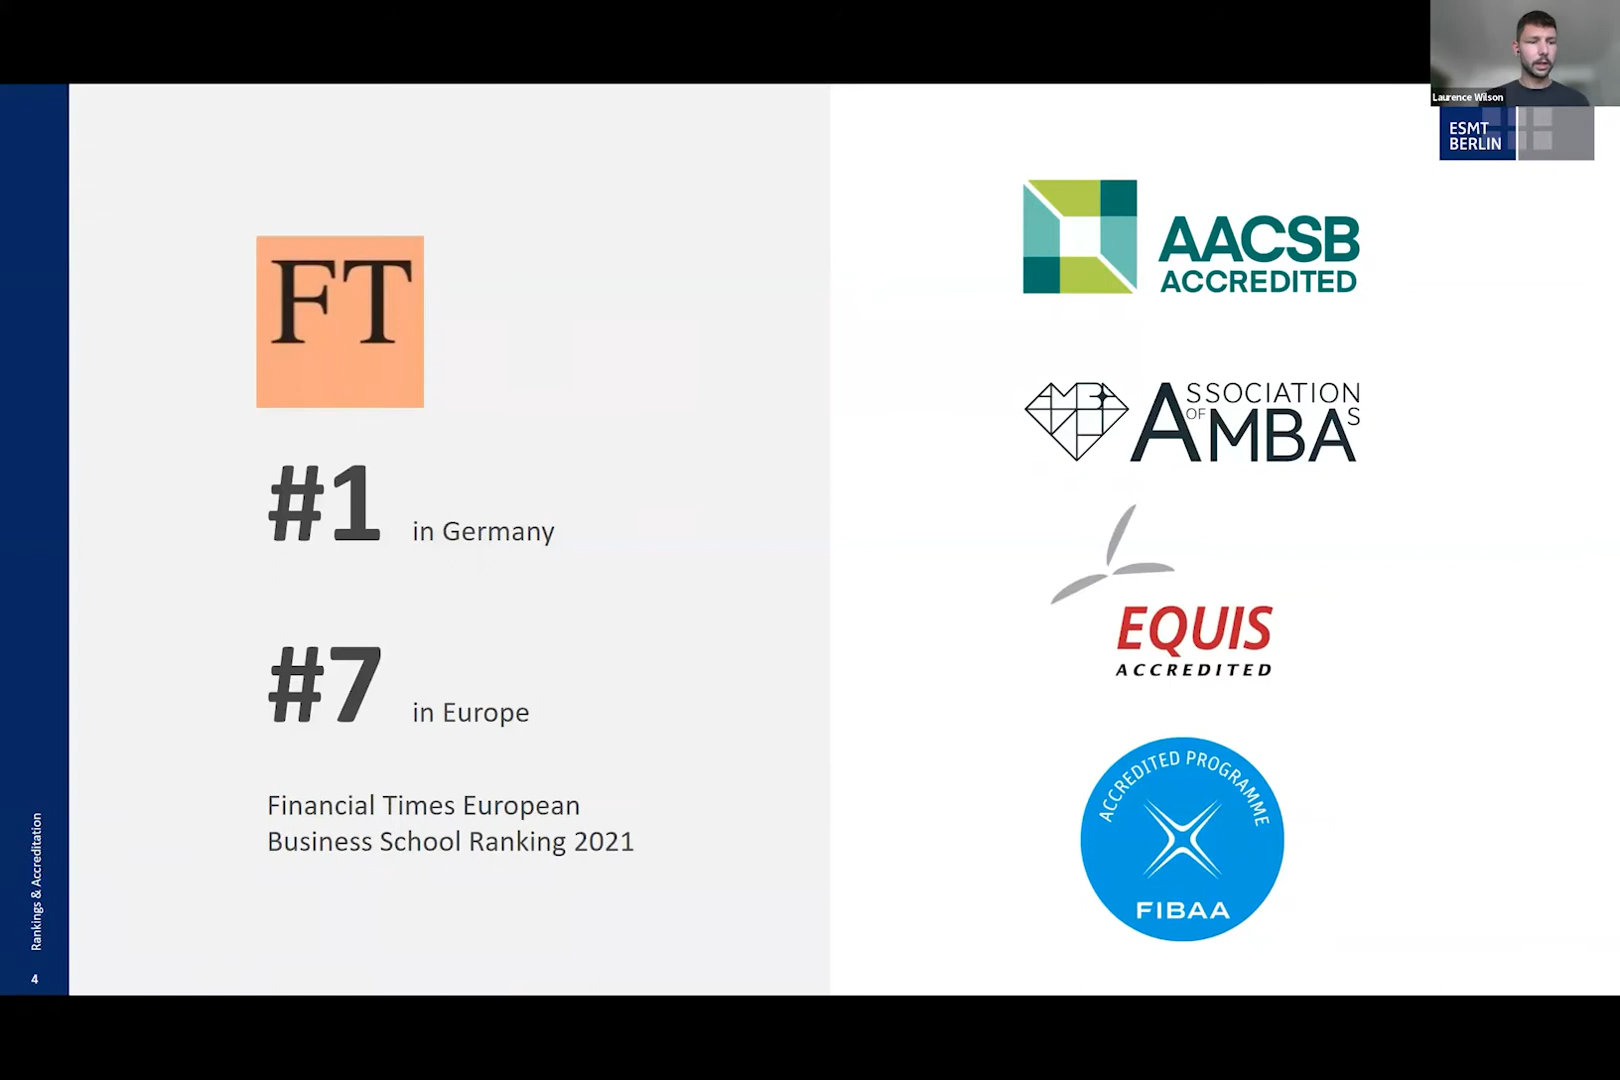 Laurence Wilson
ESMT
BERLIN
FT
#1 in Germany
#7 in Europe
Financial Times European
Business School Ranking 2021
AACSB
ACCREDITED
ASSOCIATION
OF MBAS
EQUIS
ACCREDITED
ACCREDITED PROGRAMME
FIBAA
Rankings & Accreditation
4